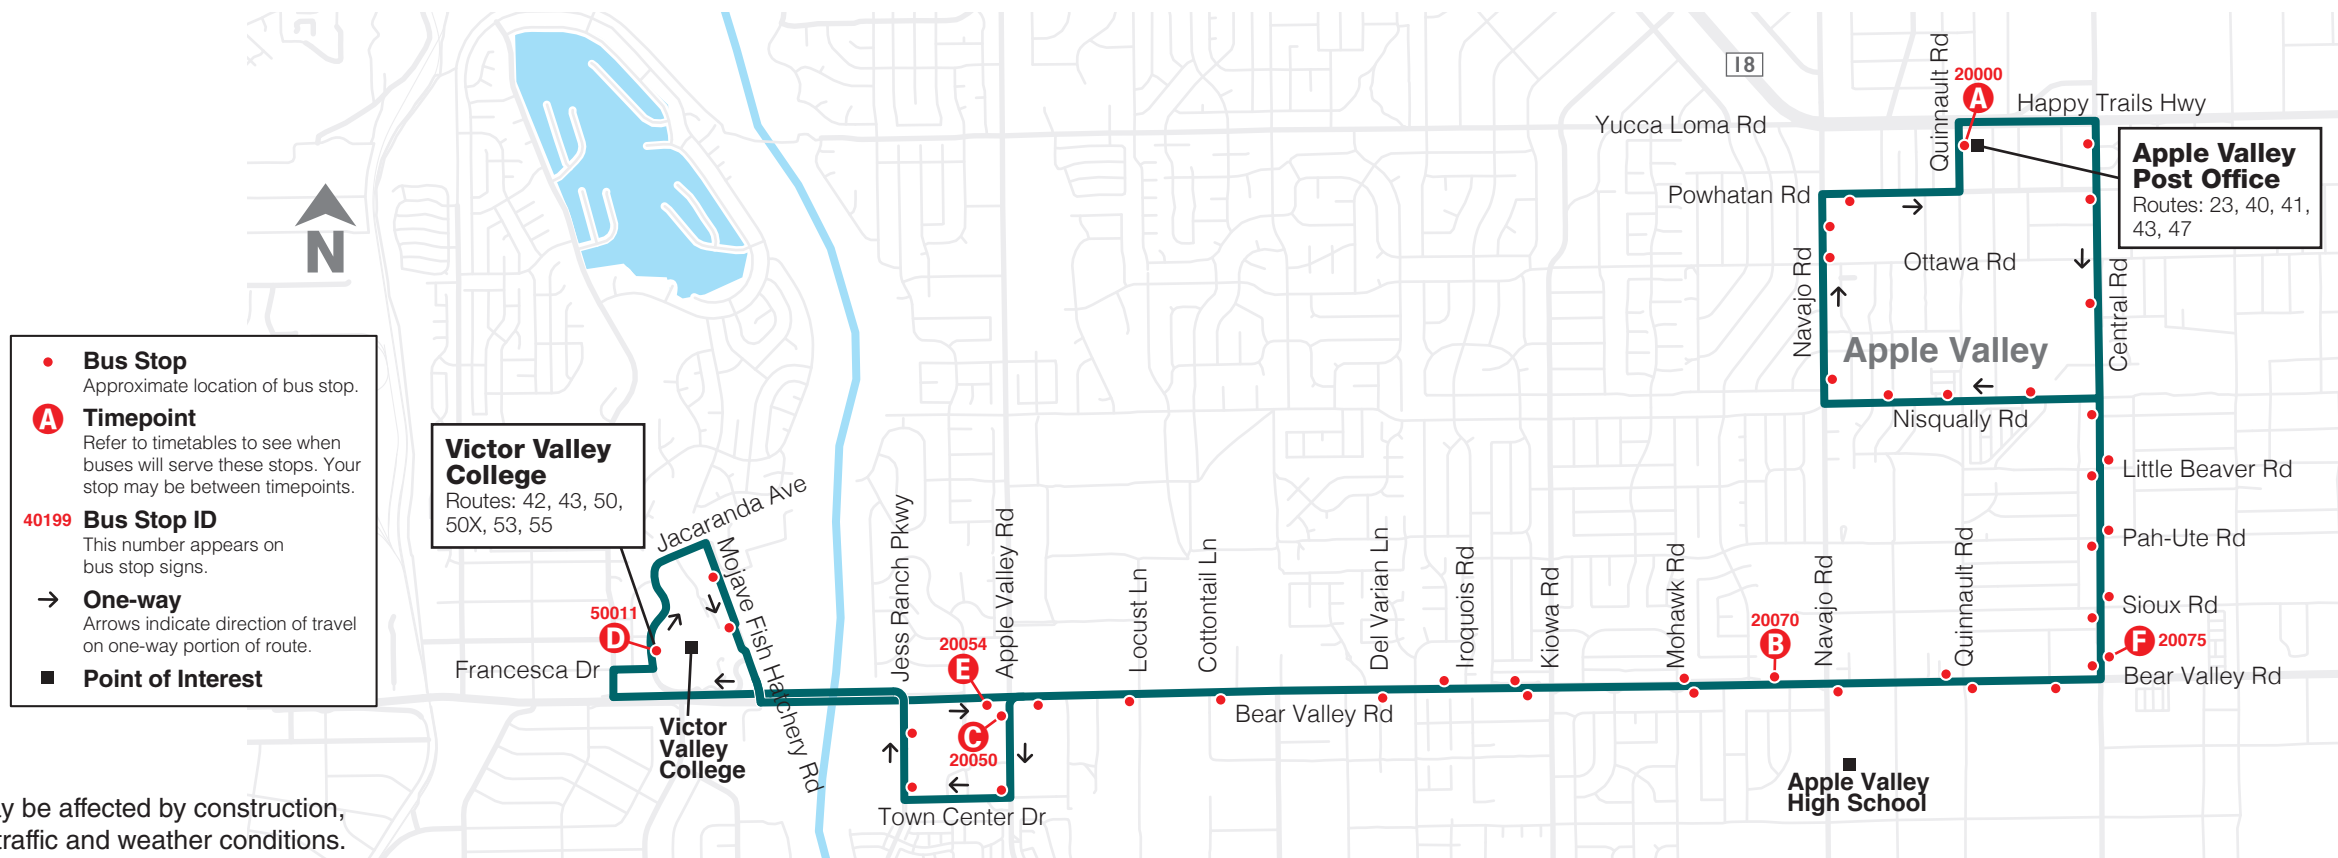 18
Quinnault Rd
20000
A
Happy Trails Hwy
Yucca Loma Rd
Apple Valley
Post Office
Routes: 23, 40, 41,
43, 47
Powhatan Rd
N
Ottawa Rd
Navajo Rd
Central Rd
Apple Valley
Nisqually Rd
Bus Stop
Approximate location of bus stop.
A
Timepoint
Refer to timetables to see when
buses will serve these stops. Your
stop may be between timepoints.
40199
Bus Stop ID
This number appears on
bus stop signs.
One-way
Arrows indicate direction of travel
on one-way portion of route.
Point of Interest
Victor Valley
College
Routes: 42, 43, 50,
50X, 53, 55
Jacaranda Ave
Mojave Fish Hatchery Rd
50011
D
Francesca Dr
Victor
Valley
College
Jess Ranch Pkwy
Apple Valley Rd
20054
E
C
20050
Town Center Dr
Locust Ln
Cottontail Ln
Bear Valley Rd
Del Varian Ln
Iroquois Rd
Kiowa Rd
Mohawk Rd
20070
B
Navajo Rd
Quinnault Rd
Little Beaver Rd
Pah-Ute Rd
Sioux Rd
F
20075
Bear Valley Rd
Apple Valley
High School
be affected by construction,
traffic and weather conditions.